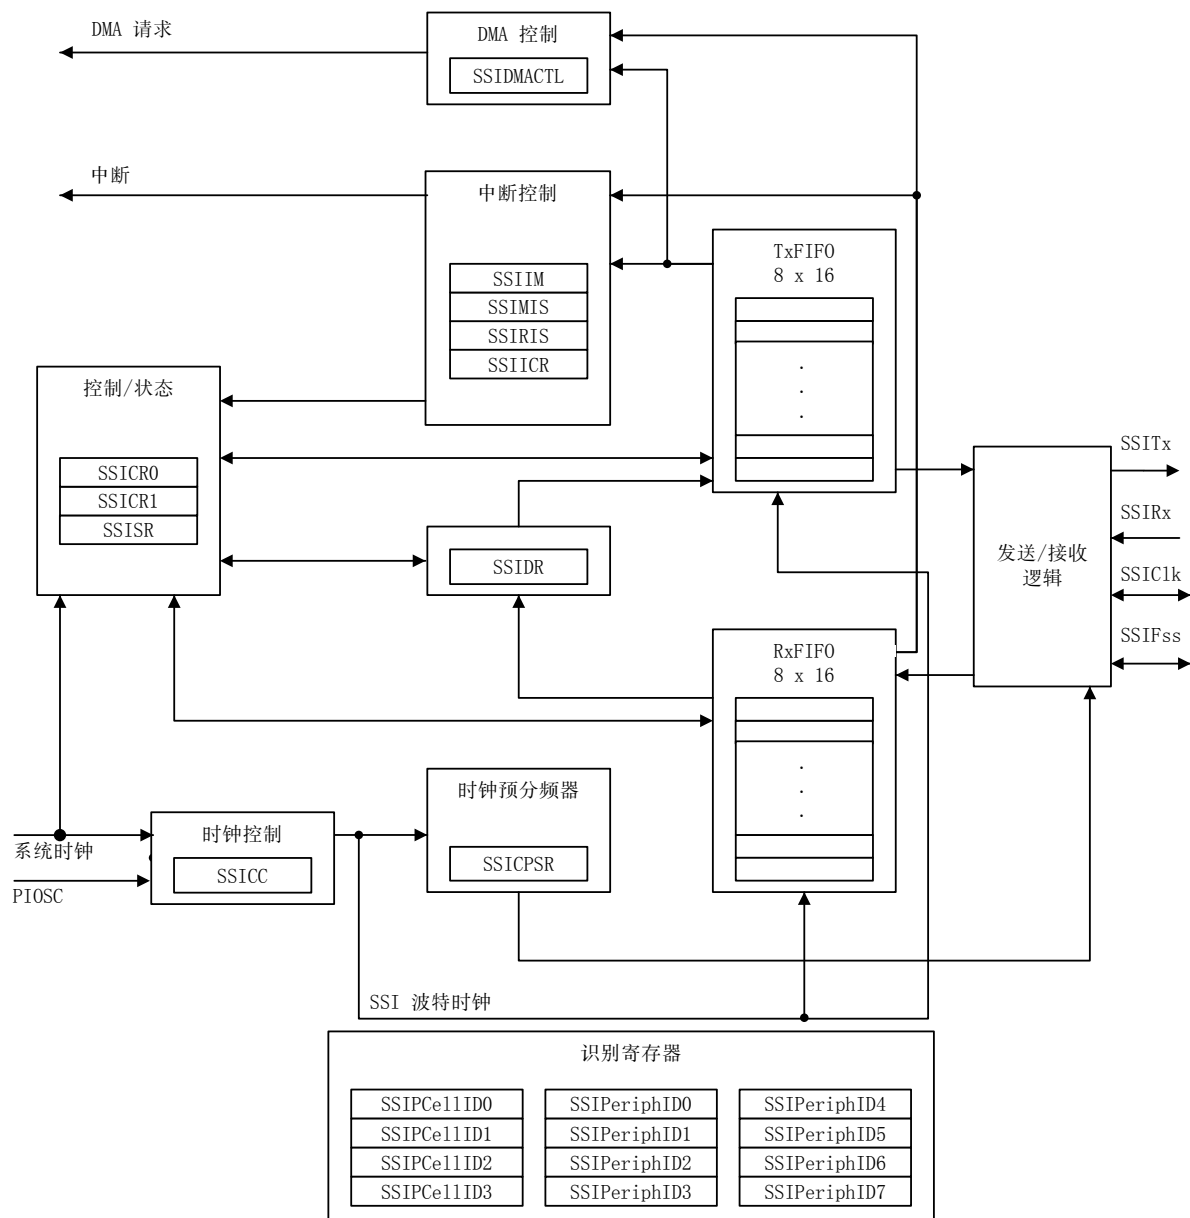 DMA 请求
DMA 控制
SSIDMACTL
中断
中断控制
SSIIM
SSIMIS
SSIRIS
SSIICR
TxFIFO
8 x 16
控制/状态
SSICR0
SSICR1
SSISR
SSIDR
发送/接收
逻辑
SSITx
SSIRx
SSIClk
SSIFss
RxFIFO
8 x 16
时钟预分频器
SSICPSR
时钟控制
SSICC
系统时钟
PIOSC
SSI 波特时钟
识别寄存器
SSIPCellID0
SSIPeriphID0
SSIPeriphID4
SSIPCellID1
SSIPeriphID1
SSIPeriphID5
SSIPCellID2
SSIPeriphID2
SSIPeriphID6
SSIPCellID3
SSIPeriphID3
SSIPeriphID7